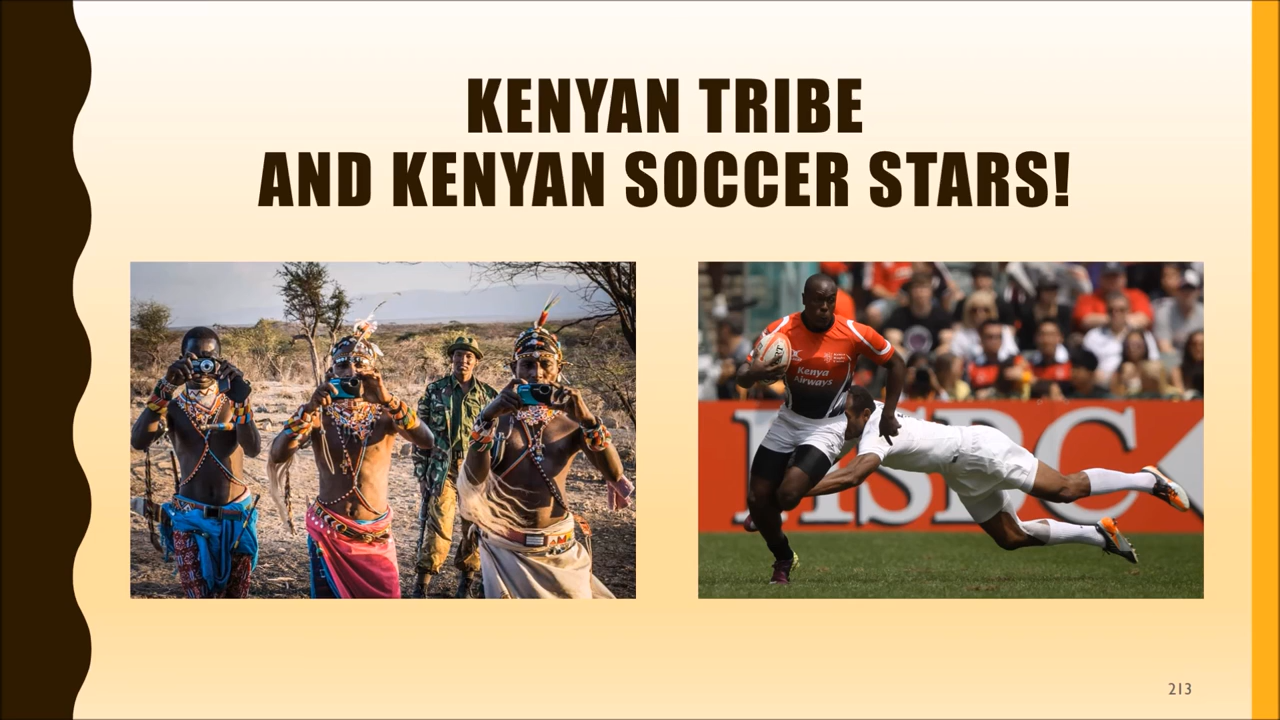 KENYAN TRIBE
AND KENYAN SOCCER STARS!
Kenya
Airways
HSBC
213